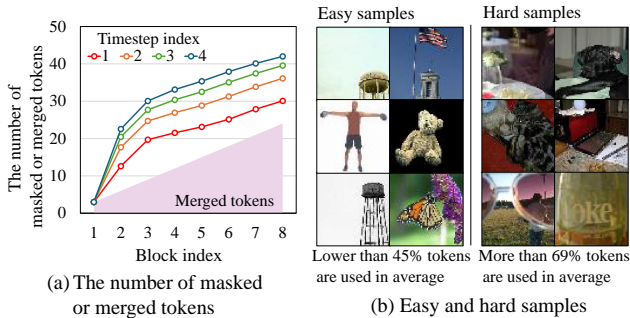 Timestep index
1 2 3 4
The number of
masked or merged tokens
50
40
30
20
10
0
Merged tokens
1 2 3 4 5 6 7 8
Block index
(a) The number of masked
or merged tokens
Easy samples
Hard samples
oke
Lower than 45% tokens
are used in average
More than 69% tokens
are used in average
(b) Easy and hard samples